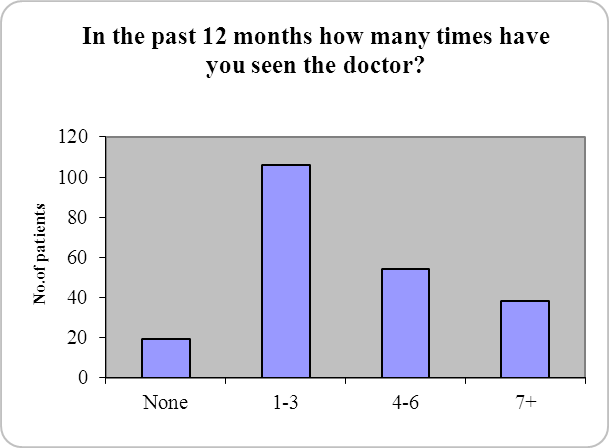 In the past 12 months how many times have
you seen the doctor?
120
100
80
60
40
20
0
No.of patients
None 1-3 4-6 7+